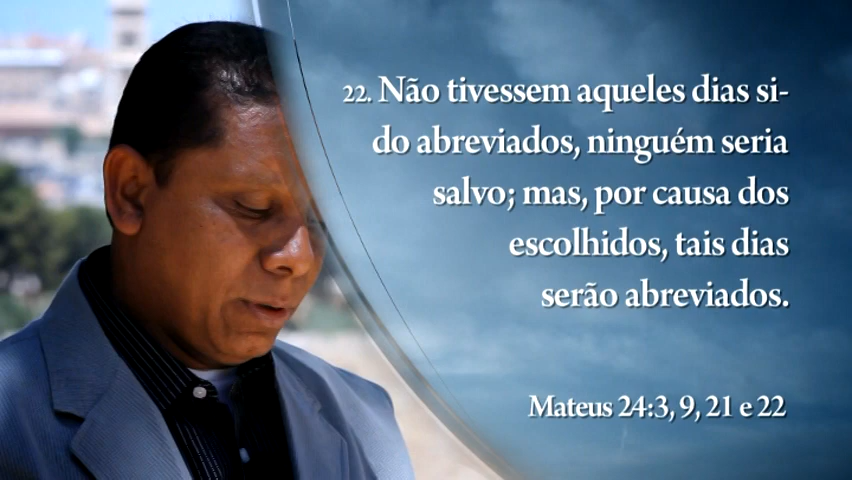 22. Não tivessem aqueles dias si-
do abreviados, ninguém seria
salvo; mas, por causa dos
escolhidos, tais dias
serão abreviados.
Mateus 24:3, 9, 21 e 22